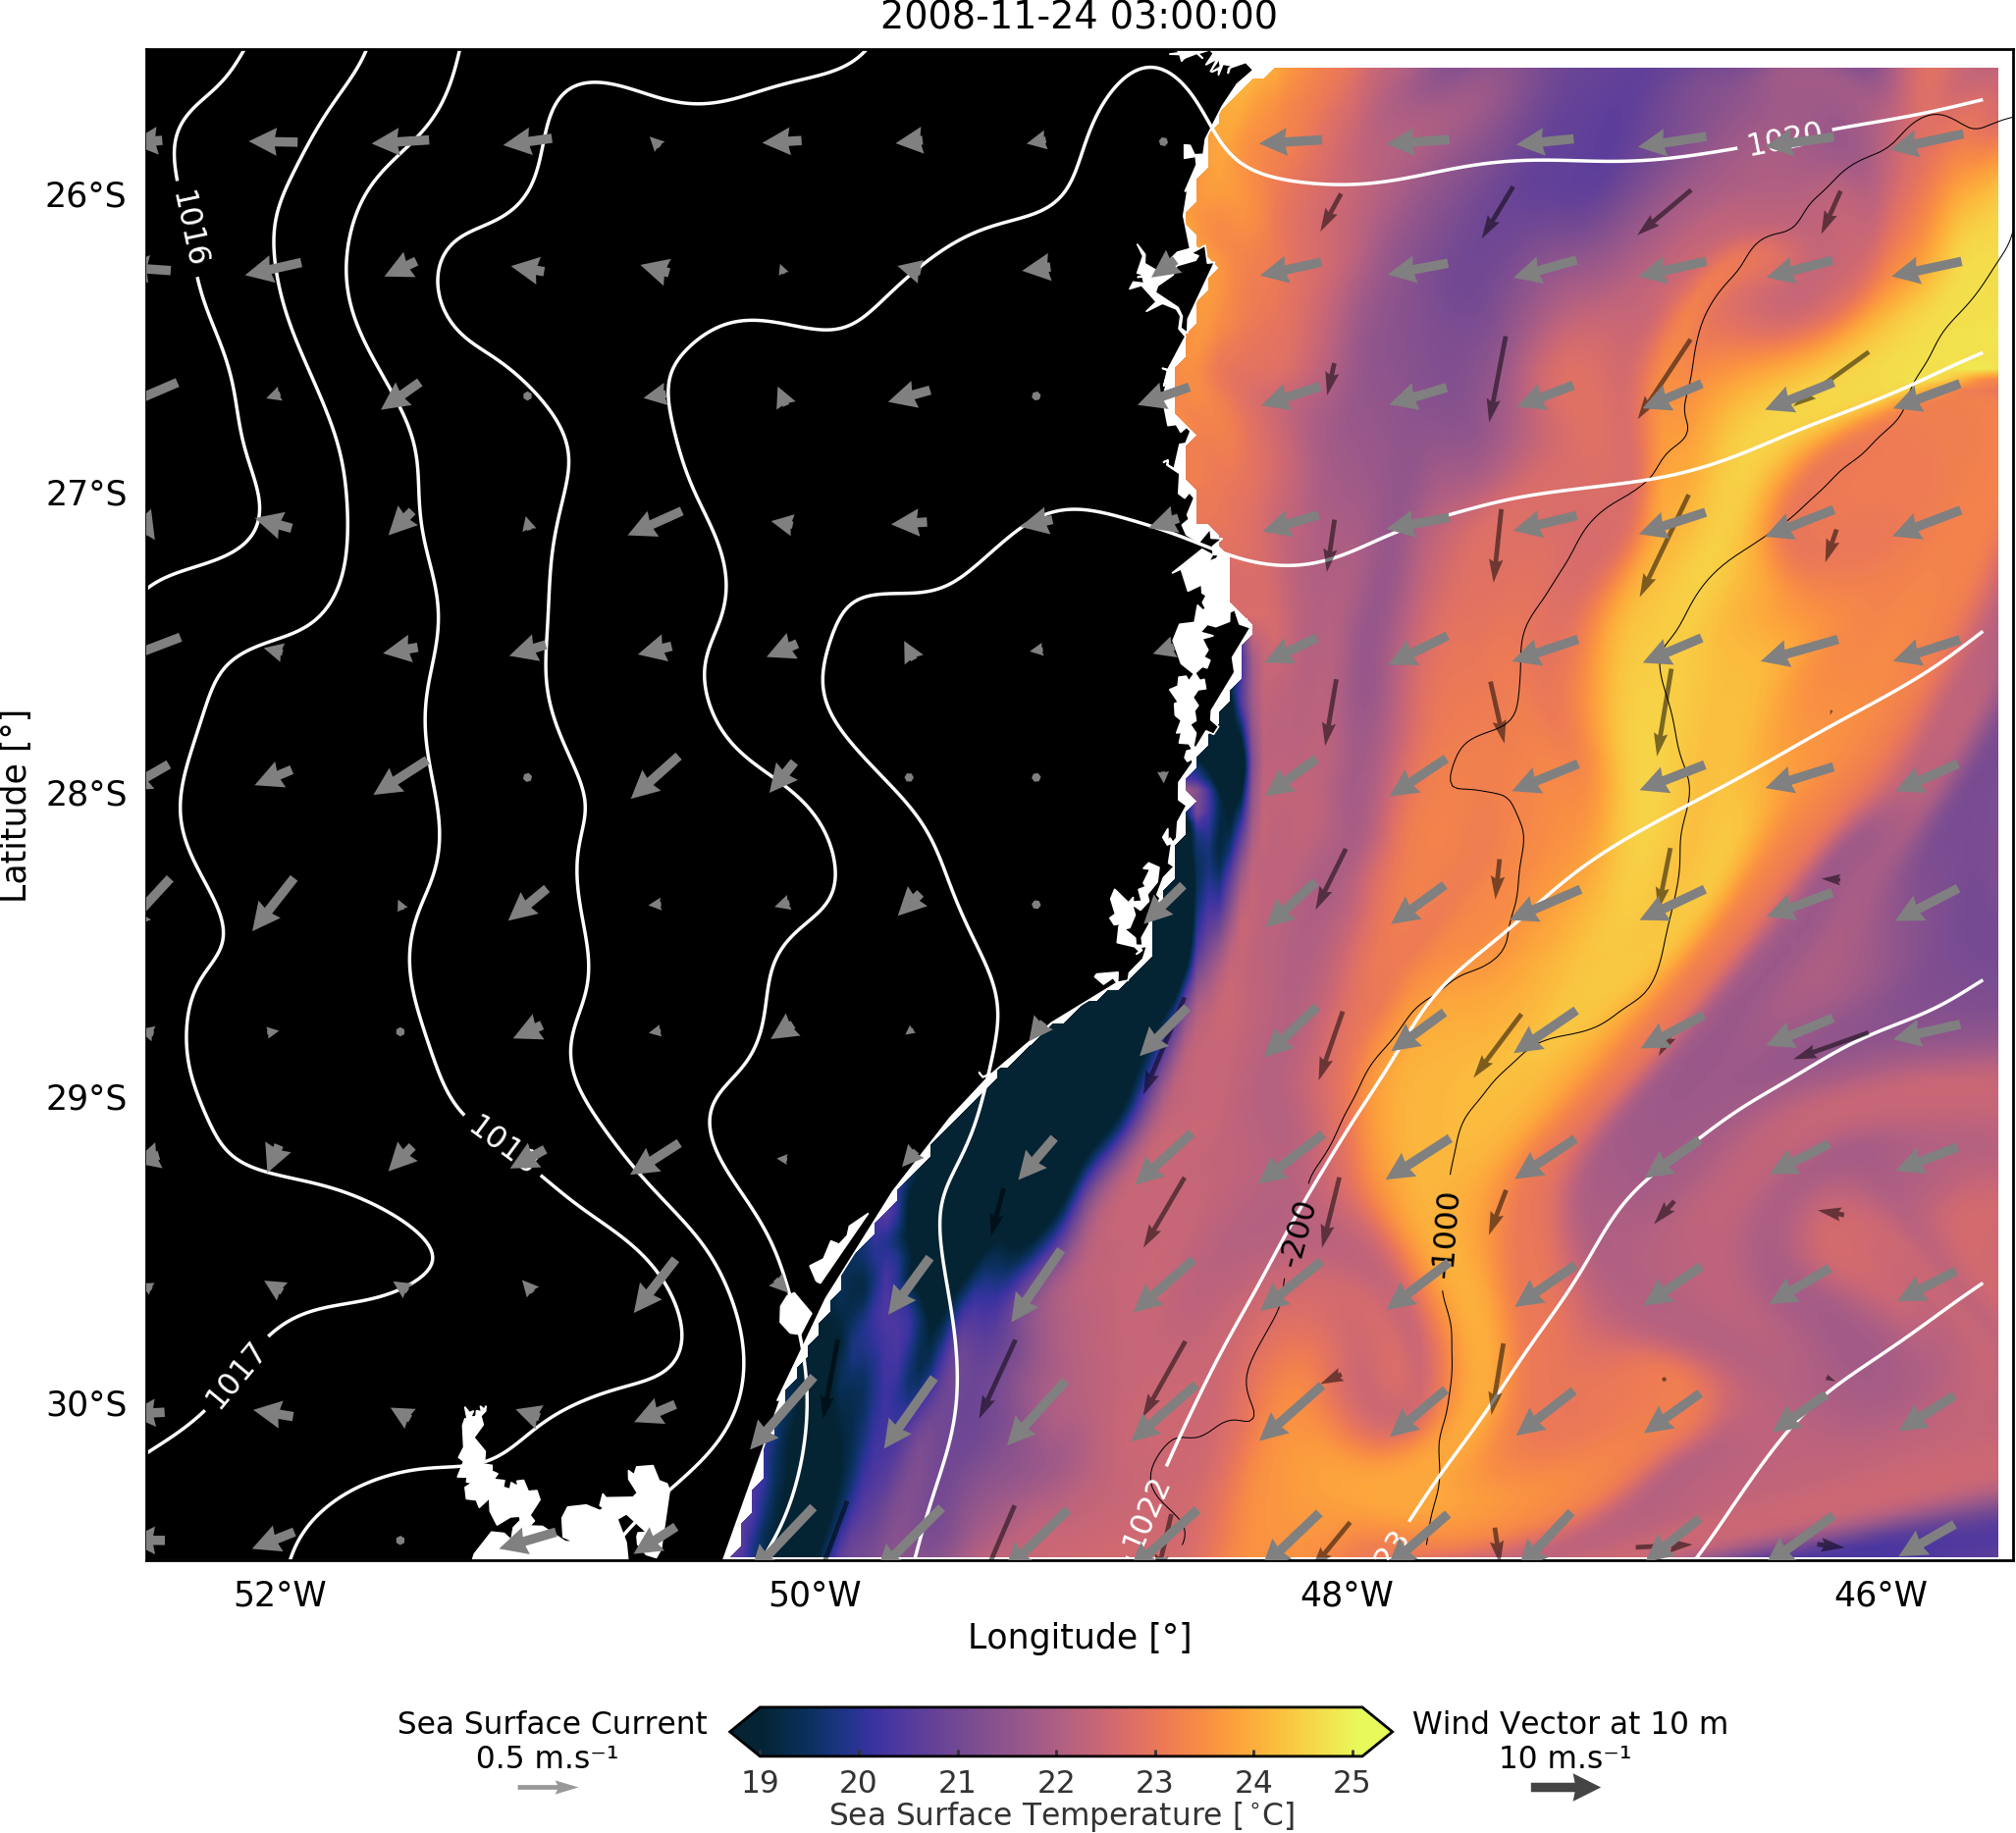 2008-11-24 03:00:00
1020
26°S
1016
27°S
Latitude [°]
28°S
29°S
-200
-1000
1017
30°S
1022
52°W
50°W
48°W
46°W
Longitude [°]
Sea Surface Current
0.5 m.s⁻¹
Wind Vector at 10 m
10 m.s⁻¹
19 20 21 22 23 24 25
Sea Surface Temperature [°C]